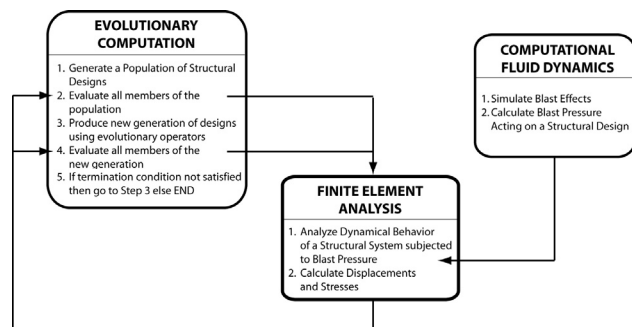 EVOLUTIONARY
COMPUTATION
1. Generate a Population of Structural
Designs
2. Evaluate all members of the
population
3. Produce new generation of designs
using evolutionary operators
4. Evaluate all members of the
new generation
5. If termination condition not satisfied
then go to Step 3 else END
COMPUTATIONAL
FLUID DYNAMICS
1. Simulate Blast Effects
2. Calculate Blast Pressure
Acting on a Structural Design
FINITE ELEMENT
ANALYSIS
1. Analyze Dynamical Behavior
of a Structural System subjected
to Blast Pressure
2. Calculate Displacements
and Stresses